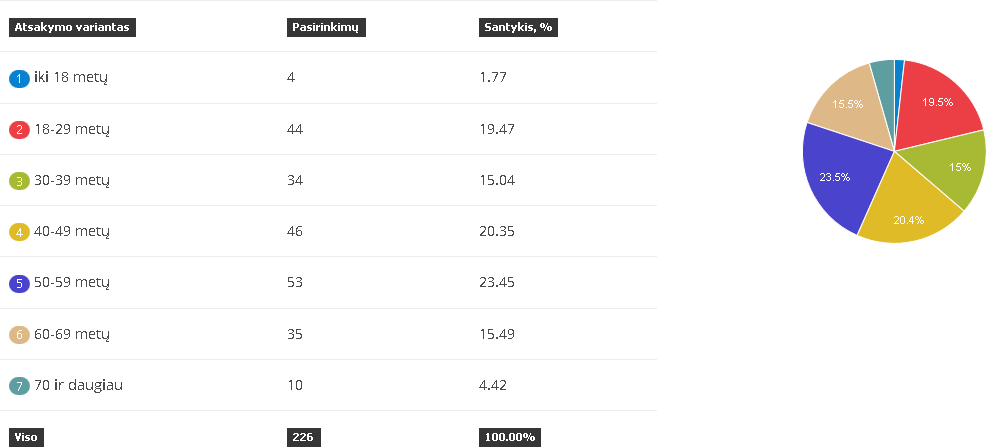 Atsakymo variantas Pasirinkimų Santykis, %
1 iki 18 metų 4 1.77
2 18-29 metų 44 19.47
3 30-39 metų 34 15.04
4 40-49 metų 46 20.35
5 50-59 metų 53 23.45
6 60-69 metų 35 15.49
7 70 ir daugiau 10 4.42
Viso 226 100.00%
19.5%
15%
20.4%
23.5%
15.5%